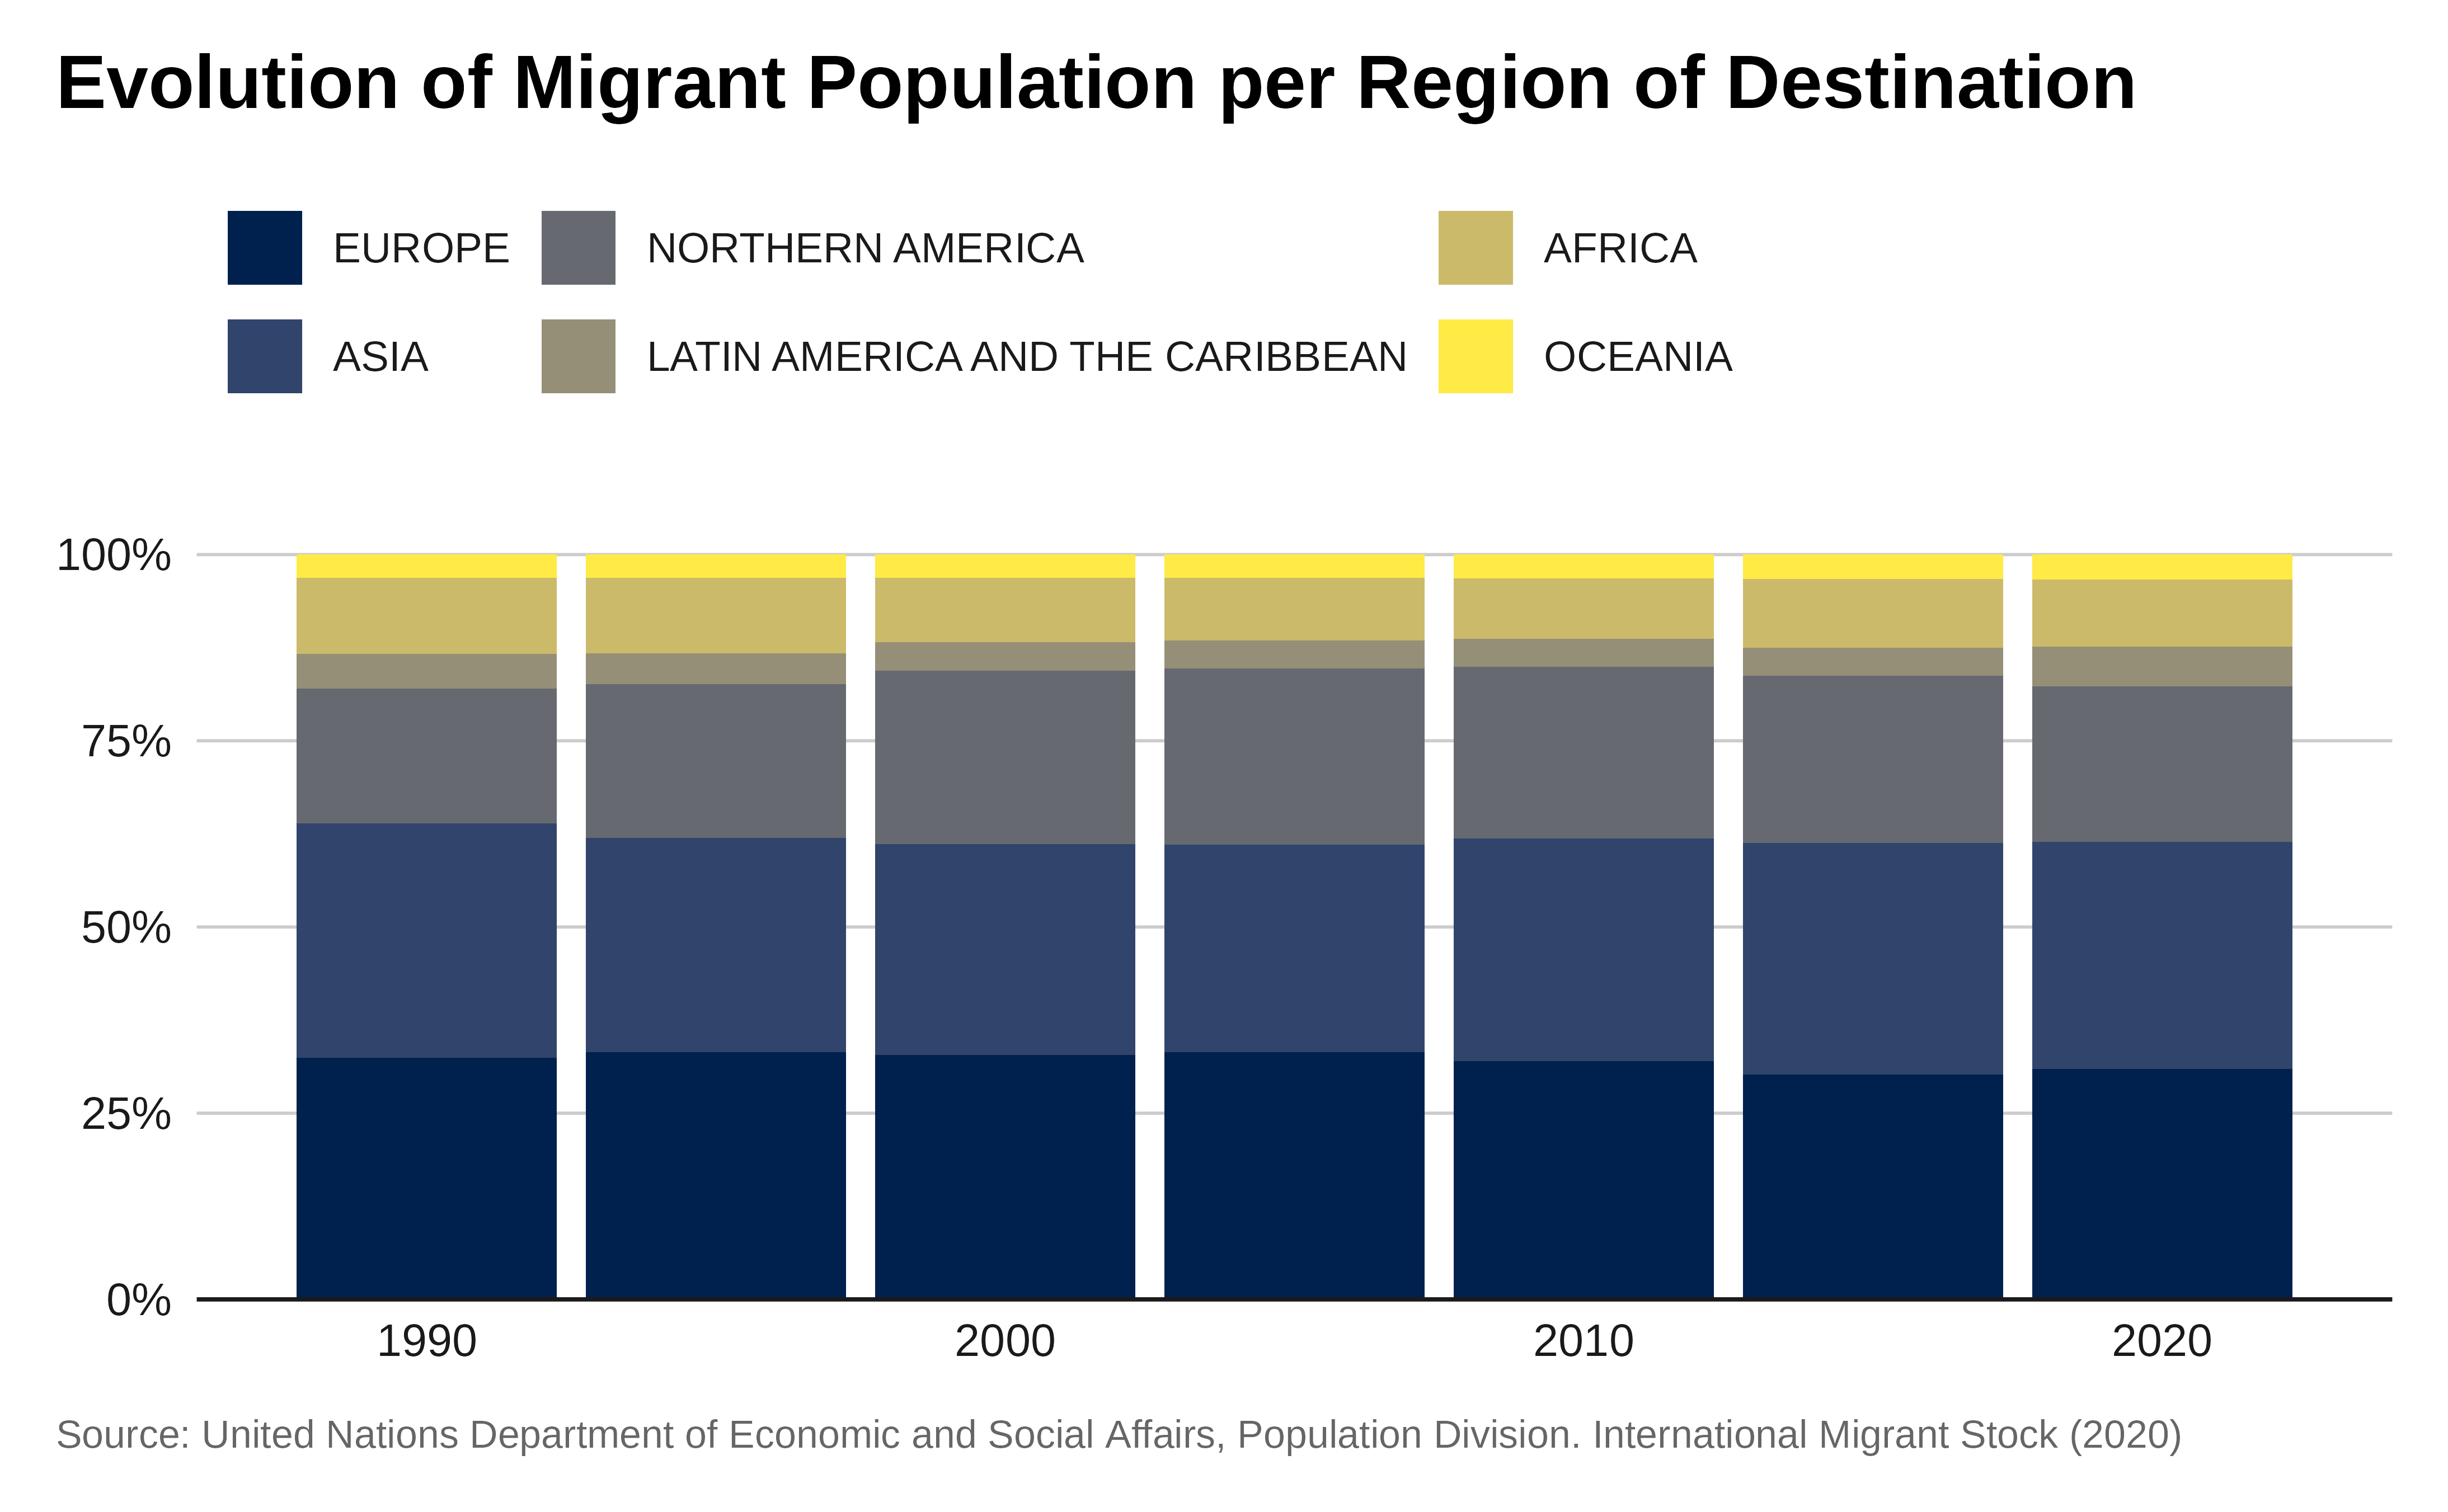 Evolution of Migrant Population per Region of Destination
EUROPE NORTHERN AMERICA AFRICA
ASIA LATIN AMERICA AND THE CARIBBEAN OCEANIA
100%
75%
50%
25%
0%
1990 2000 2010 2020
Source: United Nations Department of Economic and Social Affairs, Population Division. International Migrant Stock (2020)